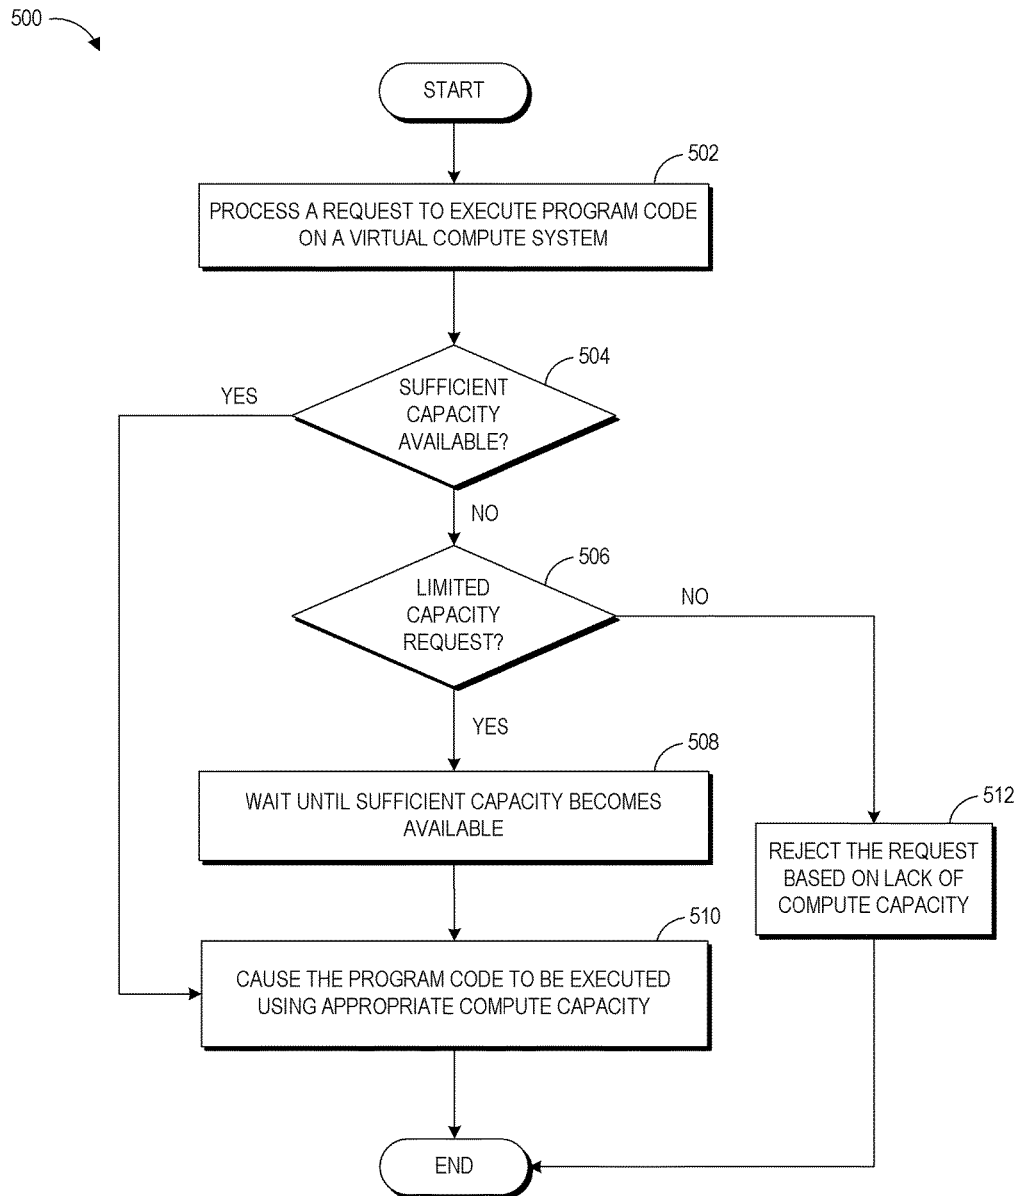 500
START
502
PROCESS A REQUEST TO EXECUTE PROGRAM CODE
ON A VIRTUAL COMPUTE SYSTEM
504
YES
SUFFICIENT
CAPACITY
AVAILABLE?
NO
506
LIMITED
CAPACITY
REQUEST?
NO
YES
508
WAIT UNTIL SUFFICIENT CAPACITY BECOMES
AVAILABLE
512
REJECT THE REQUEST
BASED ON LACK OF
COMPUTE CAPACITY
510
CAUSE THE PROGRAM CODE TO BE EXECUTED
USING APPROPRIATE COMPUTE CAPACITY
END